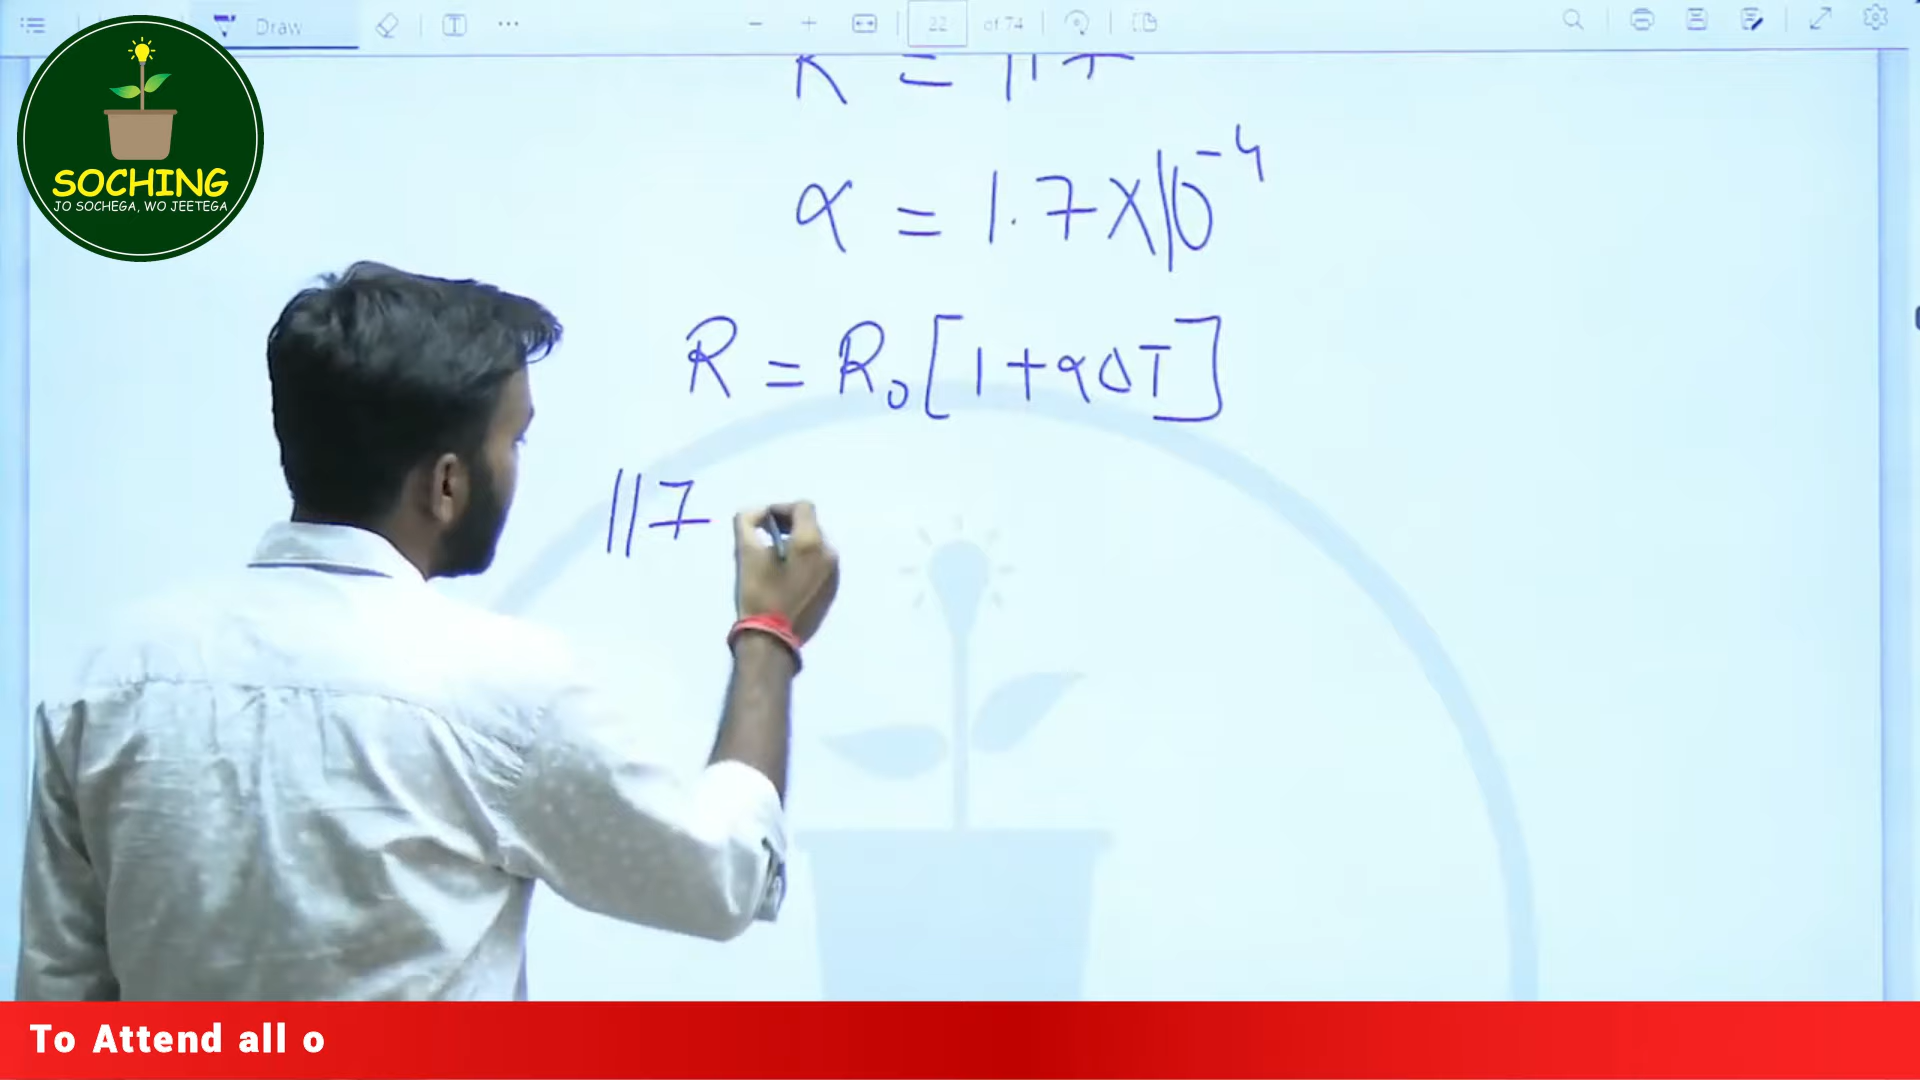 Draw
22 of 74
R = 117
α = 1.7×10⁻⁴
R = R₀[1+αΔT]
117
SOCHING
JO SOCHEGA, WO JEETEGA
To Attend all o